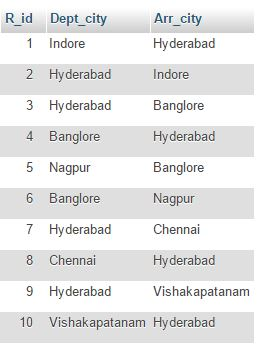 R_id Dept_city Arr_city
1 Indore Hyderabad
2 Hyderabad Indore
3 Hyderabad Banglore
4 Banglore Hyderabad
5 Nagpur Banglore
6 Banglore Nagpur
7 Hyderabad Chennai
8 Chennai Hyderabad
9 Hyderabad Vishakapatanam
10 Vishakapatanam Hyderabad